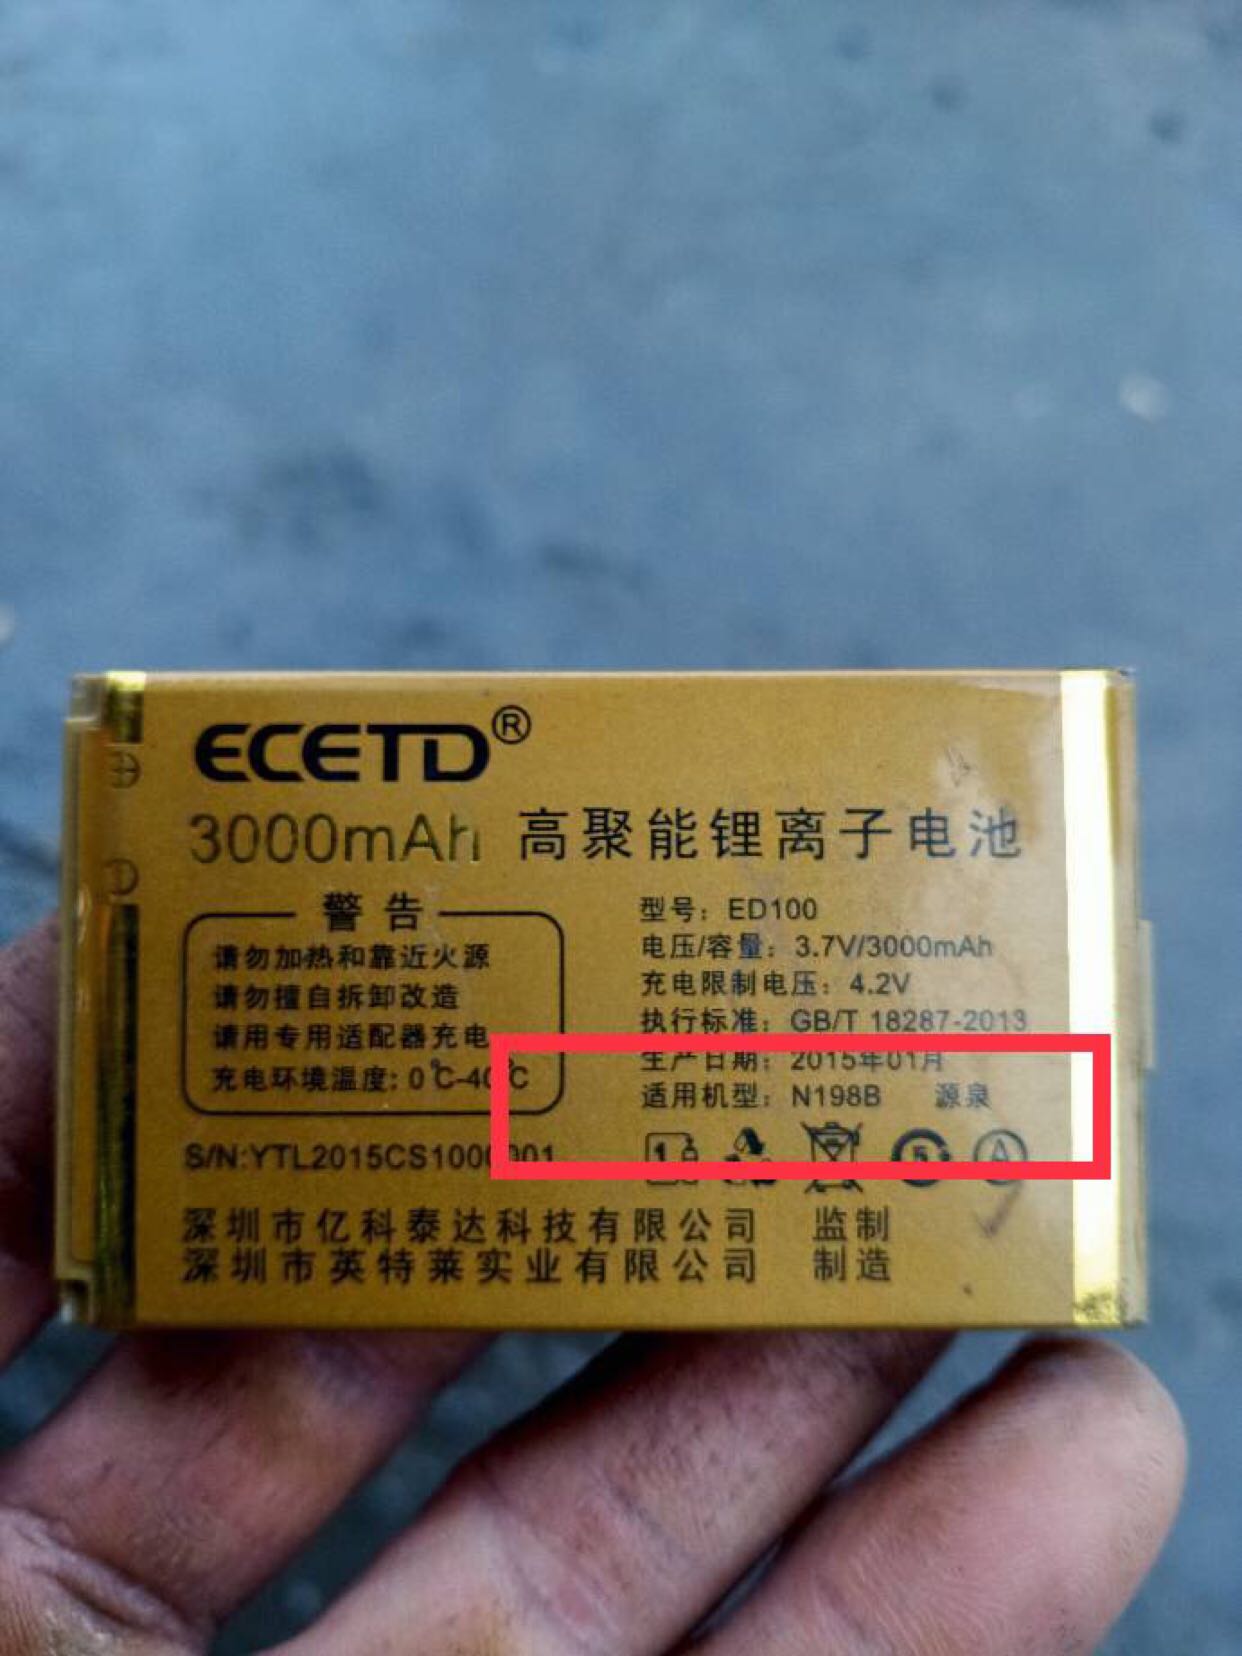 ECETD®
3000mAh 高聚能锂离子电池
警告
请勿加热和靠近火源
请勿擅自拆卸改造
请用专用适配器充电
充电环境温度: 0℃-40℃
型号: ED100
电压/容量: 3.7V/3000mAh
充电限制电压: 4.2V
执行标准: GB/T 18287-2013
生产日期: 2015年01月
适用机型: N198B 源泉
S/N:YTL2015CS1000001
1 5 A
深圳市亿科泰达科技有限公司 监制
深圳市英特莱实业有限公司 制造